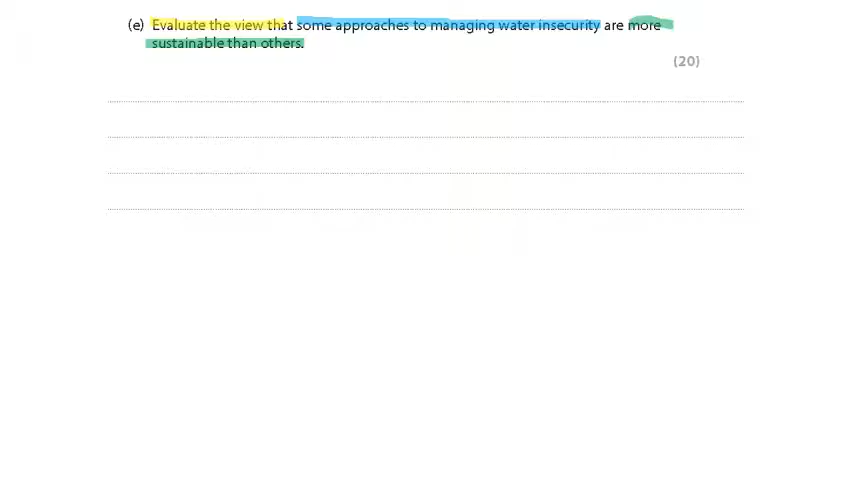 (e) Evaluate the view that some approaches to managing water insecurity are more
sustainable than others.
(20)